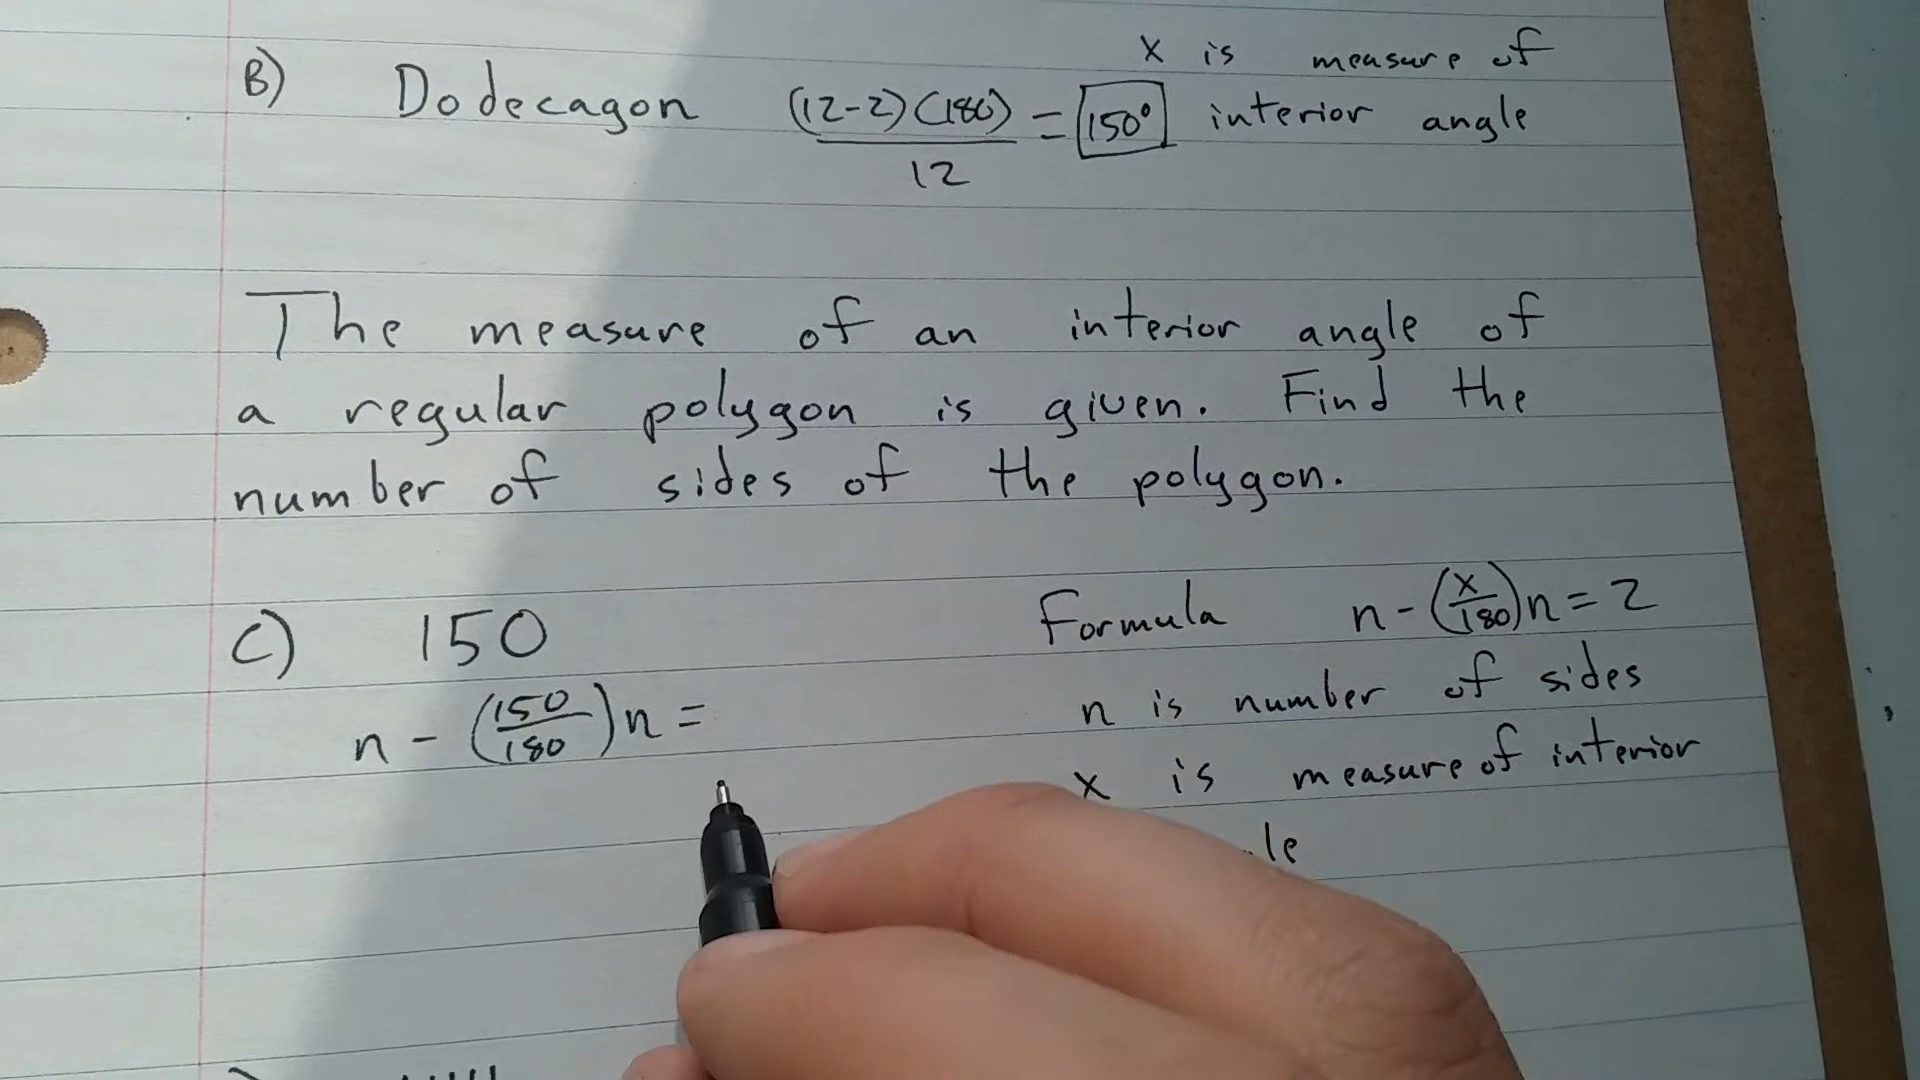 B) Dodecagon (12-2)(180)/12 = 150° x is measure of
interior angle
The measure of an interior angle of
a regular polygon is given. Find the
number of sides of the polygon.
C) 150
n - (150/180)n =
Formula n - (x/180)n = 2
n is number of sides
x is measure of interior